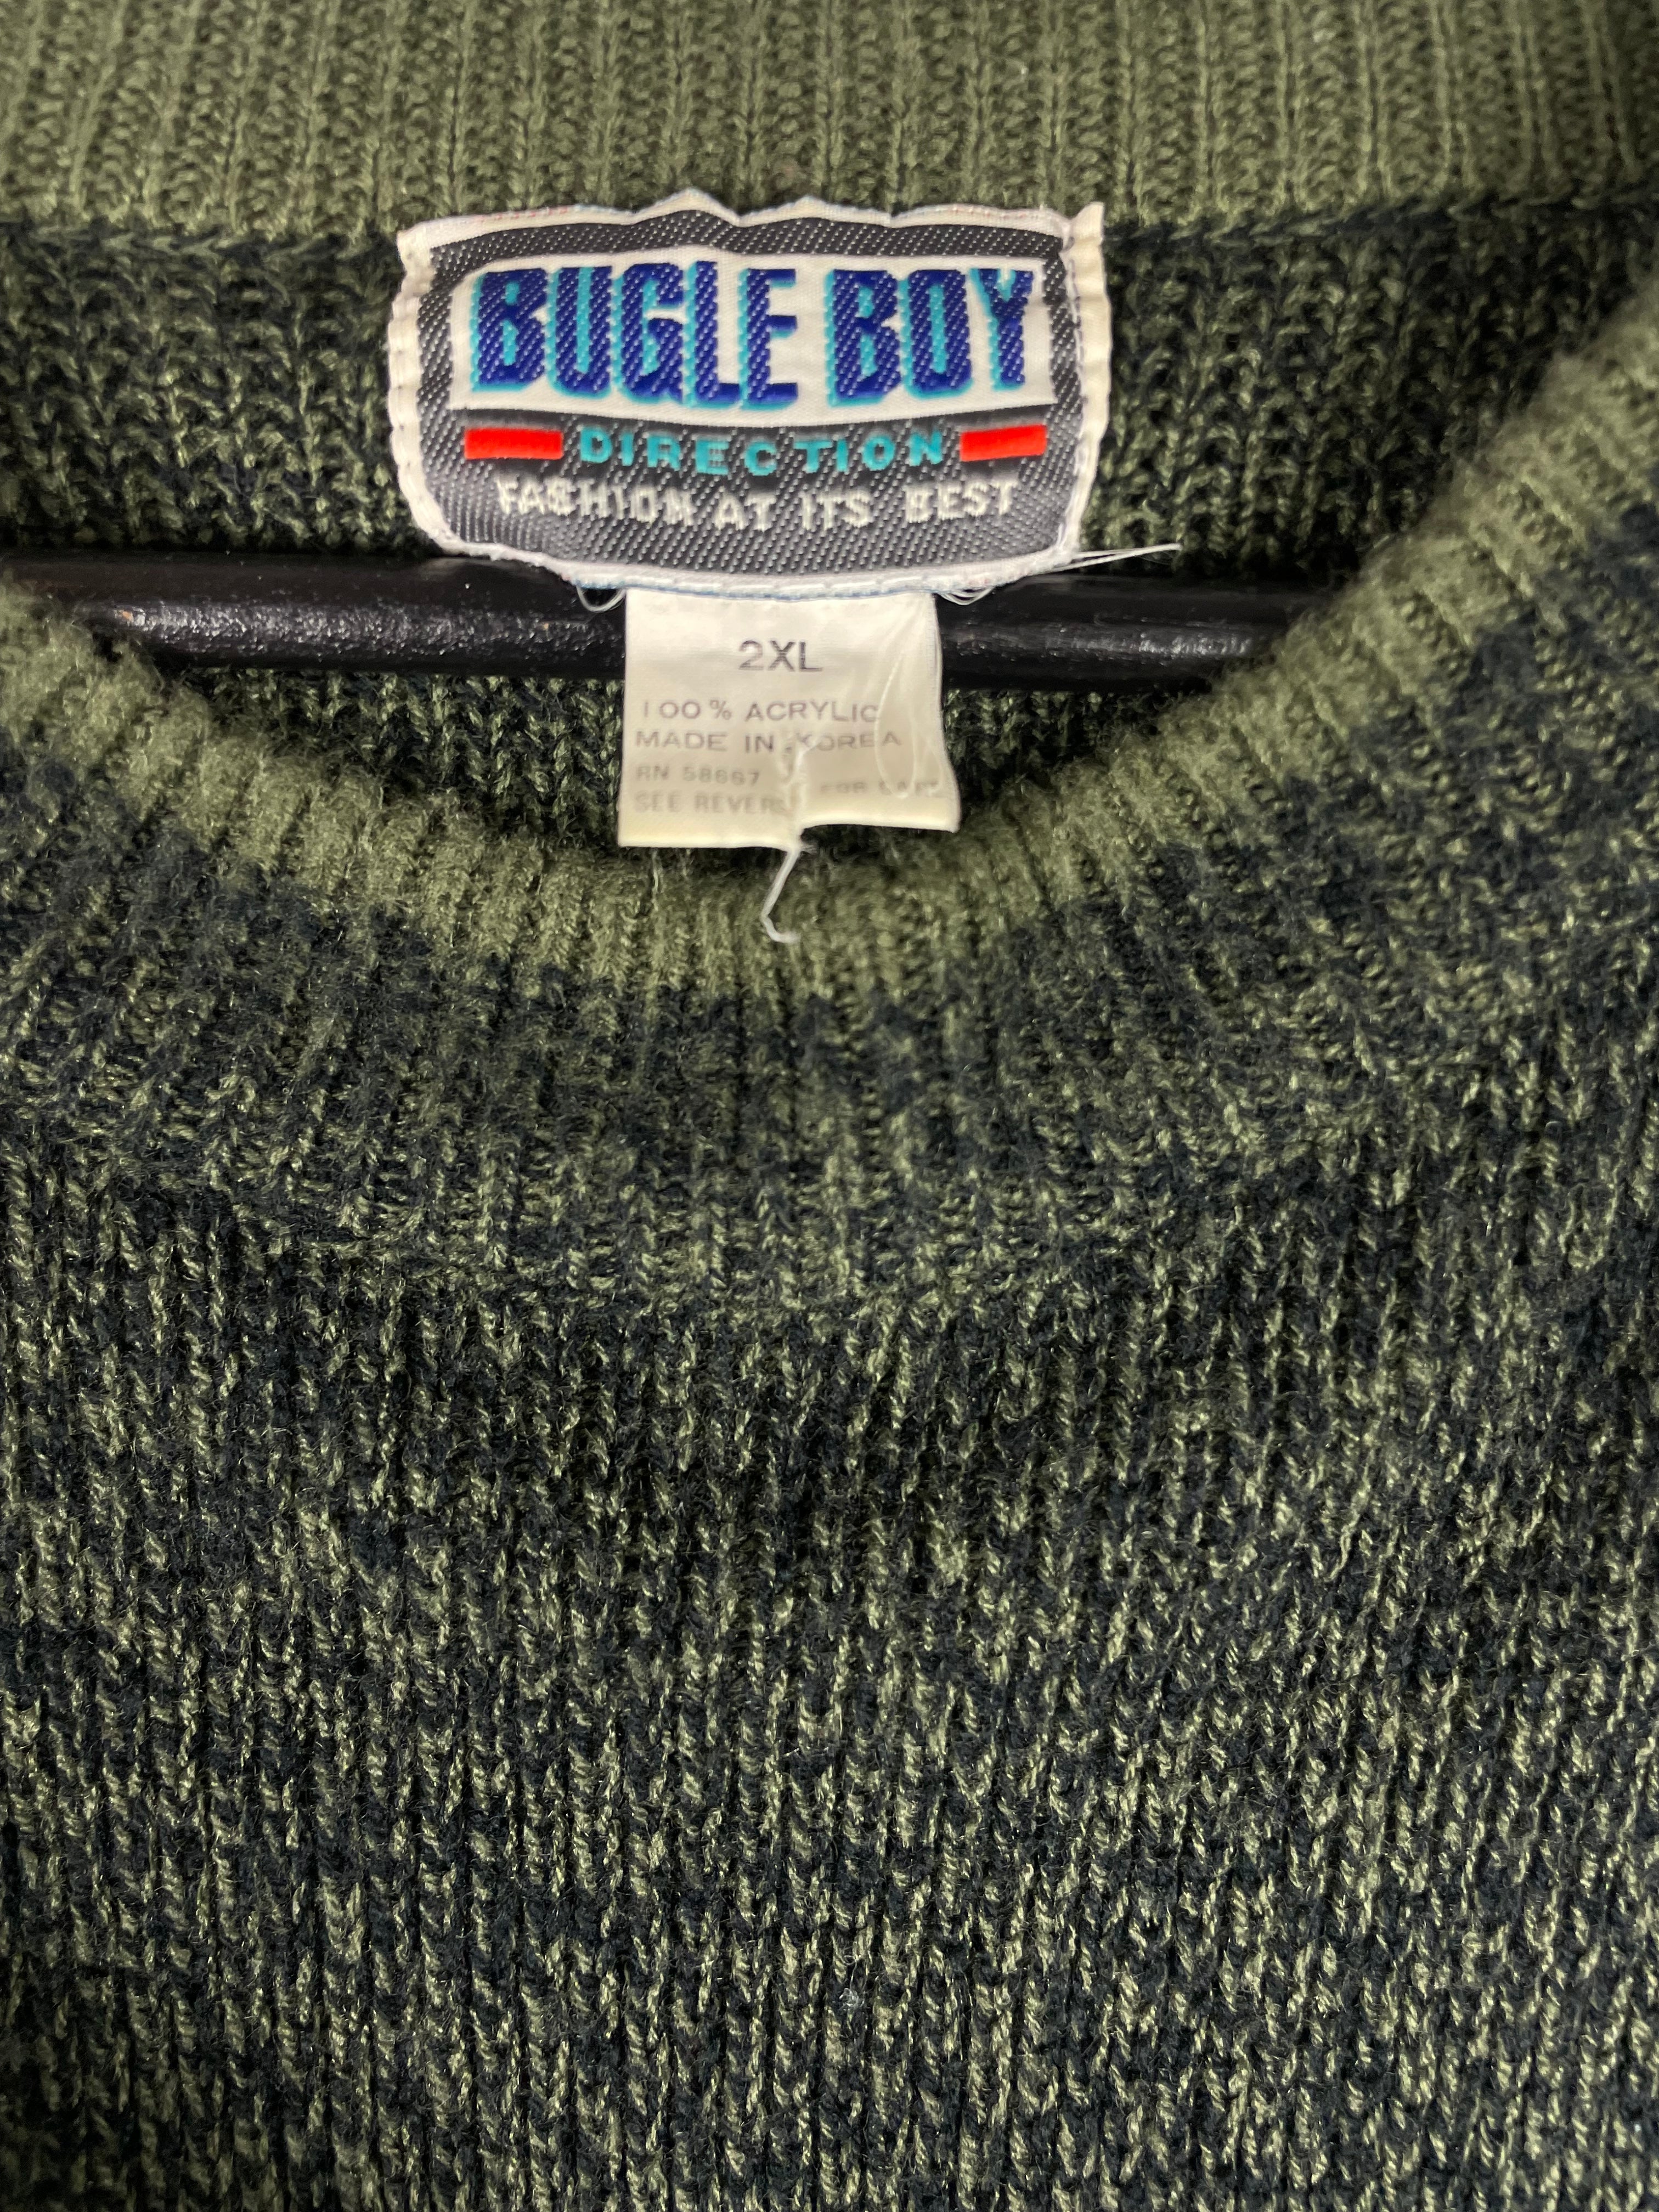 BUGLE BOY
DIRECTION
FASHION AT ITS BEST
2XL
100% ACRYLIC
MADE IN KOREA
RN 58667
SEE REVERSE FOR CARE